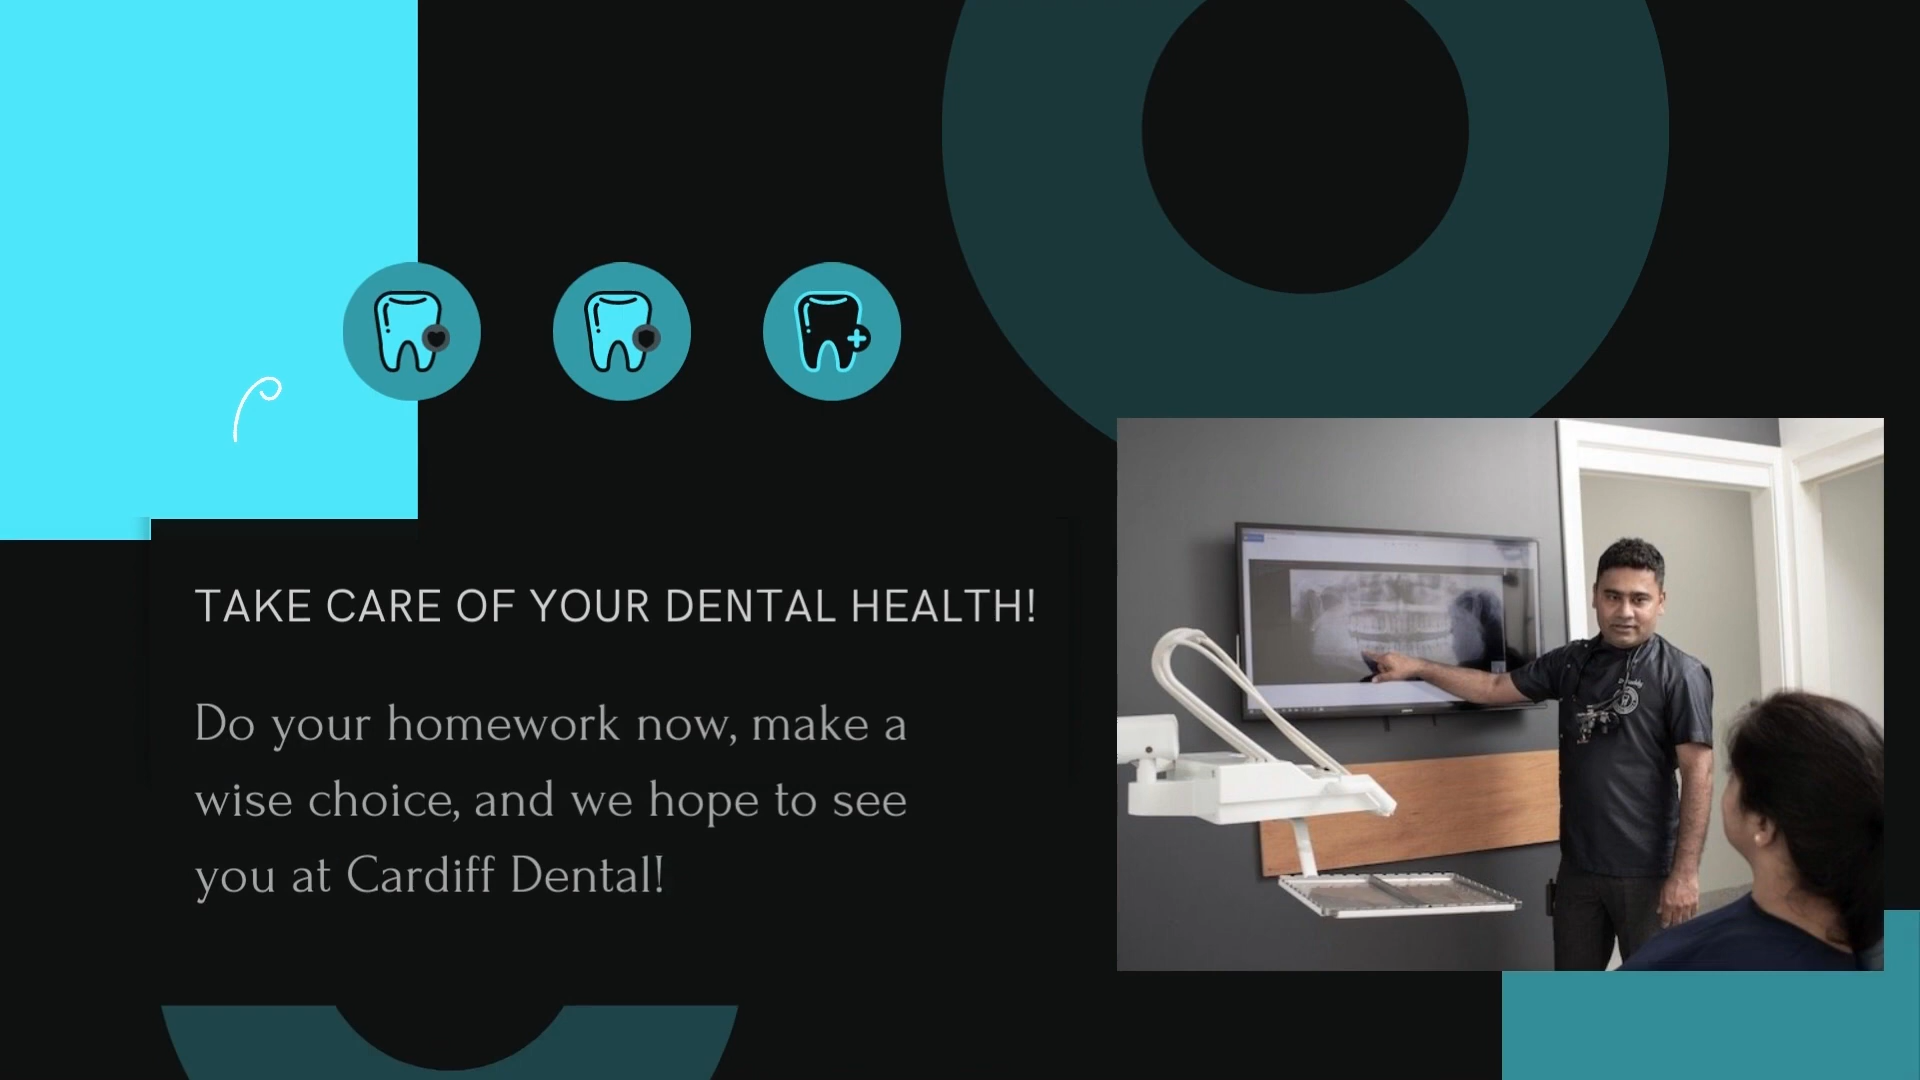 TAKE CARE OF YOUR DENTAL HEALTH!
Do your homework now, make a
wise choice, and we hope to see
you at Cardiff Dental!